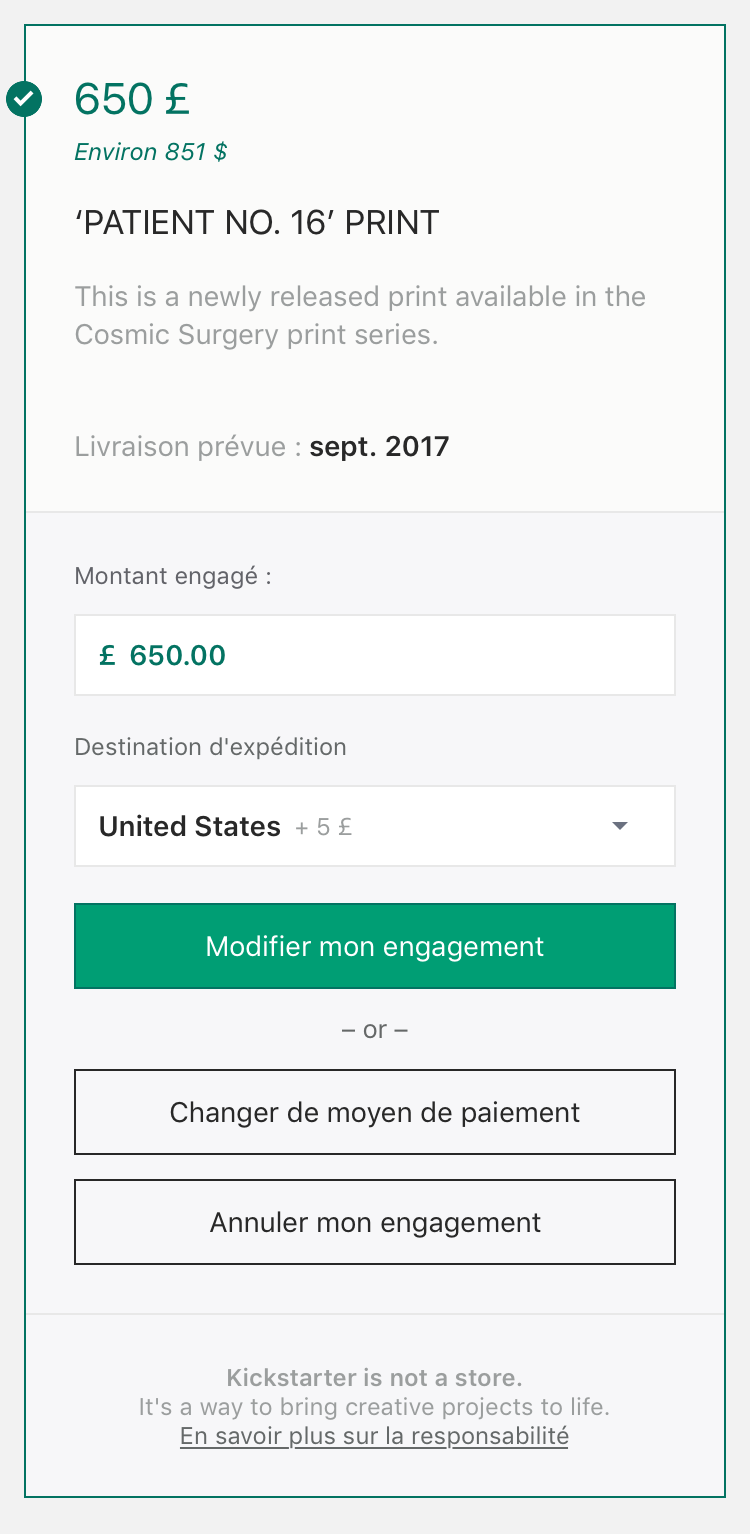 650 £
Environ 851 $
‘PATIENT NO. 16’ PRINT
This is a newly released print available in the
Cosmic Surgery print series.
Livraison prévue : sept. 2017
Montant engagé :
£ 650.00
Destination d'expédition
United States + 5 £
Modifier mon engagement
– or –
Changer de moyen de paiement
Annuler mon engagement
Kickstarter is not a store.
It's a way to bring creative projects to life.
En savoir plus sur la responsabilité